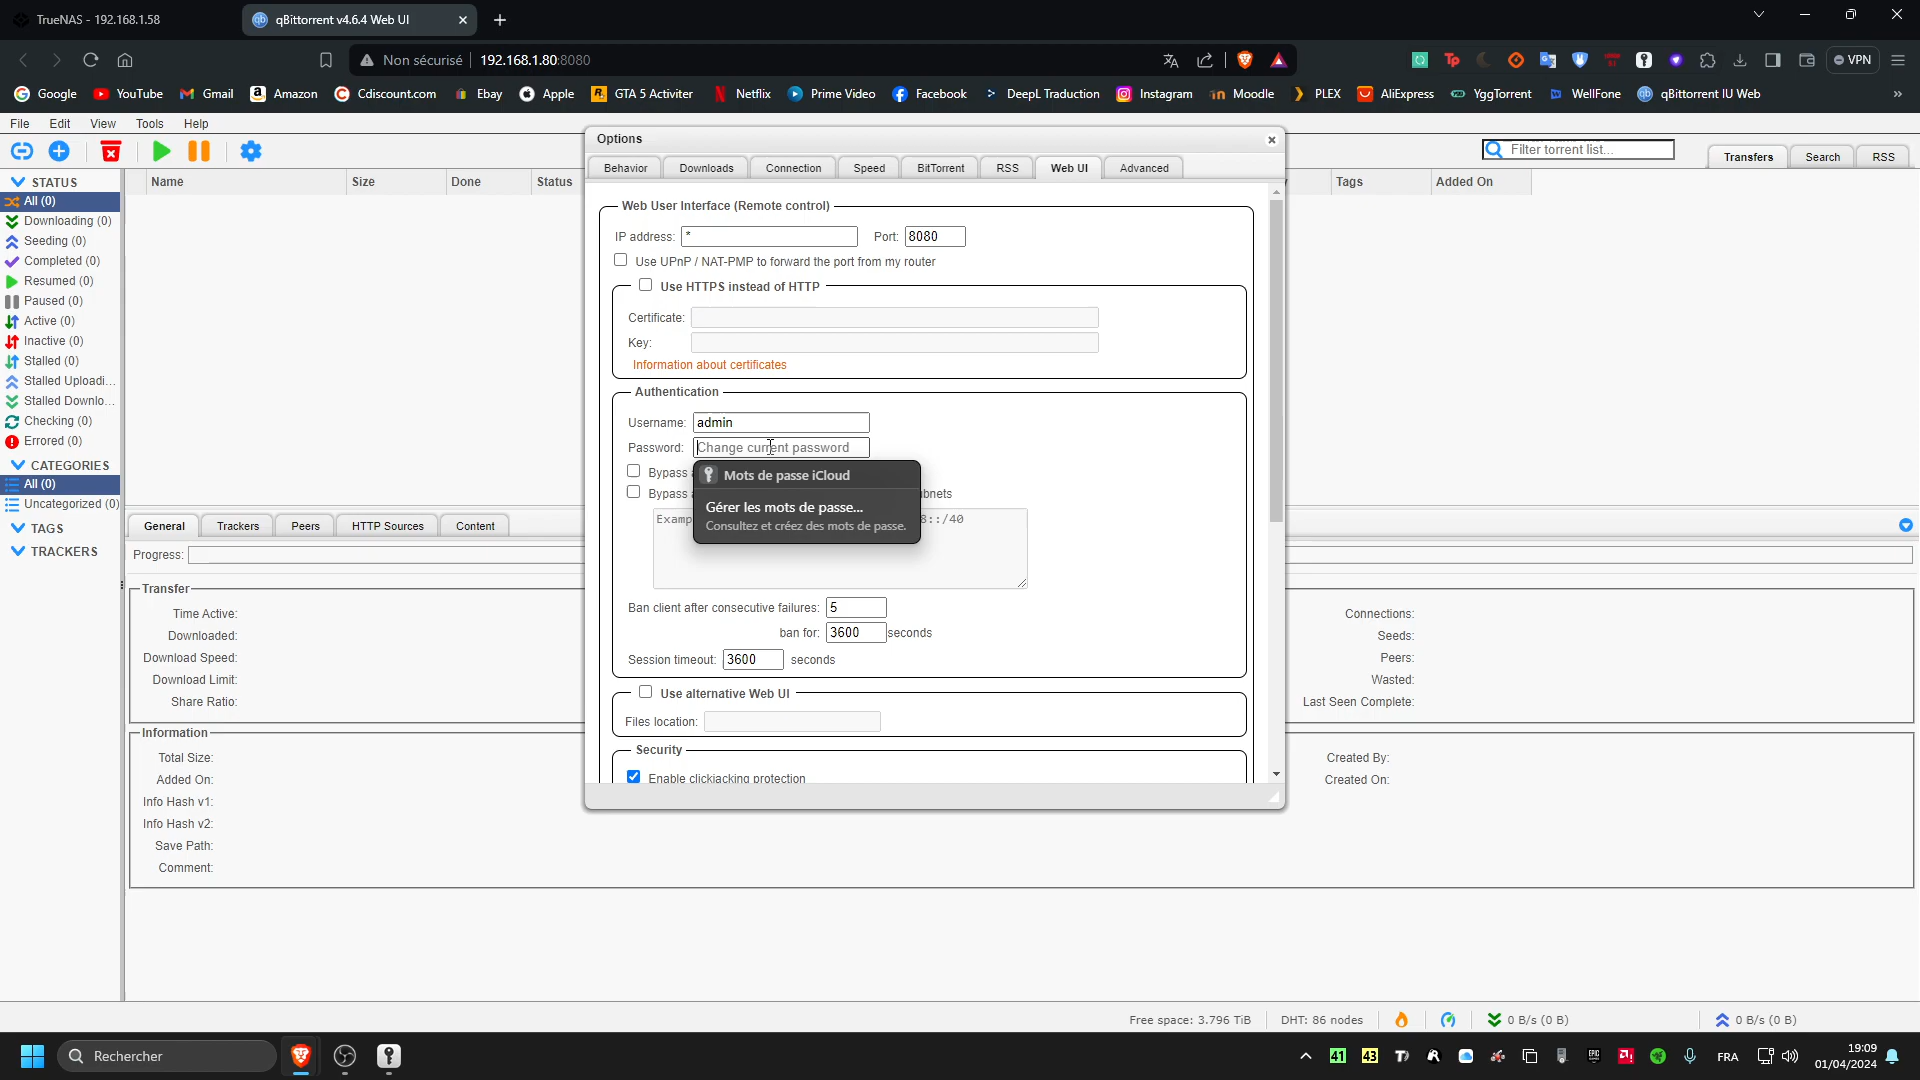 TrueNAS - 192.168.1.58
qBittorrent v4.6.4 Web UI
Non sécurisé
192.168.1.80:8080
VPN
Google
YouTube
Gmail
Amazon
Cdiscount.com
Ebay
Apple
GTA 5 Activiter
Netflix
Prime Video
Facebook
DeepL Traduction
Instagram
Moodle
PLEX
AliExpress
YggTorrent
WellFone
qBittorrent IU Web
File Edit View Tools Help
Filter torrent list...
Transfers
Search
RSS
STATUS
All (0)
Downloading (0)
Seeding (0)
Completed (0)
Resumed (0)
Paused (0)
Active (0)
Inactive (0)
Stalled (0)
Stalled Uploadi...
Stalled Downlo...
Checking (0)
Errored (0)
CATEGORIES
All (0)
Uncategorized (0)
TAGS
TRACKERS
Name
Size
Done
Status
Tags
Added On
Options
Behavior
Downloads
Connection
Speed
BitTorrent
RSS
Web UI
Advanced
Web User Interface (Remote control)
IP address: *
Port: 8080
Use UPnP / NAT-PMP to forward the port from my router
Use HTTPS instead of HTTP
Certificate:
Key:
Information about certificates
Authentication
Username: admin
Password: Change current password
Bypass
Bypass
bnets
Examp
::/40
Mots de passe iCloud
Gérer les mots de passe...
Consultez et créez des mots de passe.
Ban client after consecutive failures: 5
ban for: 3600 seconds
Session timeout: 3600 seconds
Use alternative Web UI
Files location:
Security
Enable clickjacking protection
General
Trackers
Peers
HTTP Sources
Content
Progress:
Transfer
Time Active:
Downloaded:
Download Speed:
Download Limit:
Share Ratio:
Connections:
Seeds:
Peers:
Wasted:
Last Seen Complete:
Information
Total Size:
Added On:
Info Hash v1:
Info Hash v2:
Save Path:
Comment:
Created By:
Created On:
Free space: 3.796 TiB
DHT: 86 nodes
0 B/s (0 B)
0 B/s (0 B)
Rechercher
41
43
FRA
19:09
01/04/2024